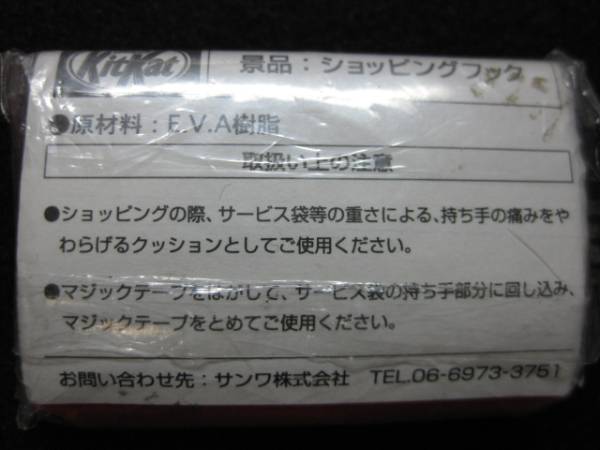 KitKat
景品：ショッピングフック
●原材料：E.V.A樹脂
取扱い上の注意
●ショッピングの際、サービス袋等の重さによる、持ち手の痛みをや
わらげるクッションとしてご使用ください。
●マジックテープをはがして、サービス袋の持ち手部分に回し込み、
マジックテープをとめてご使用ください。
お問い合わせ先：サンワ株式会社　TEL.06-6973-3751